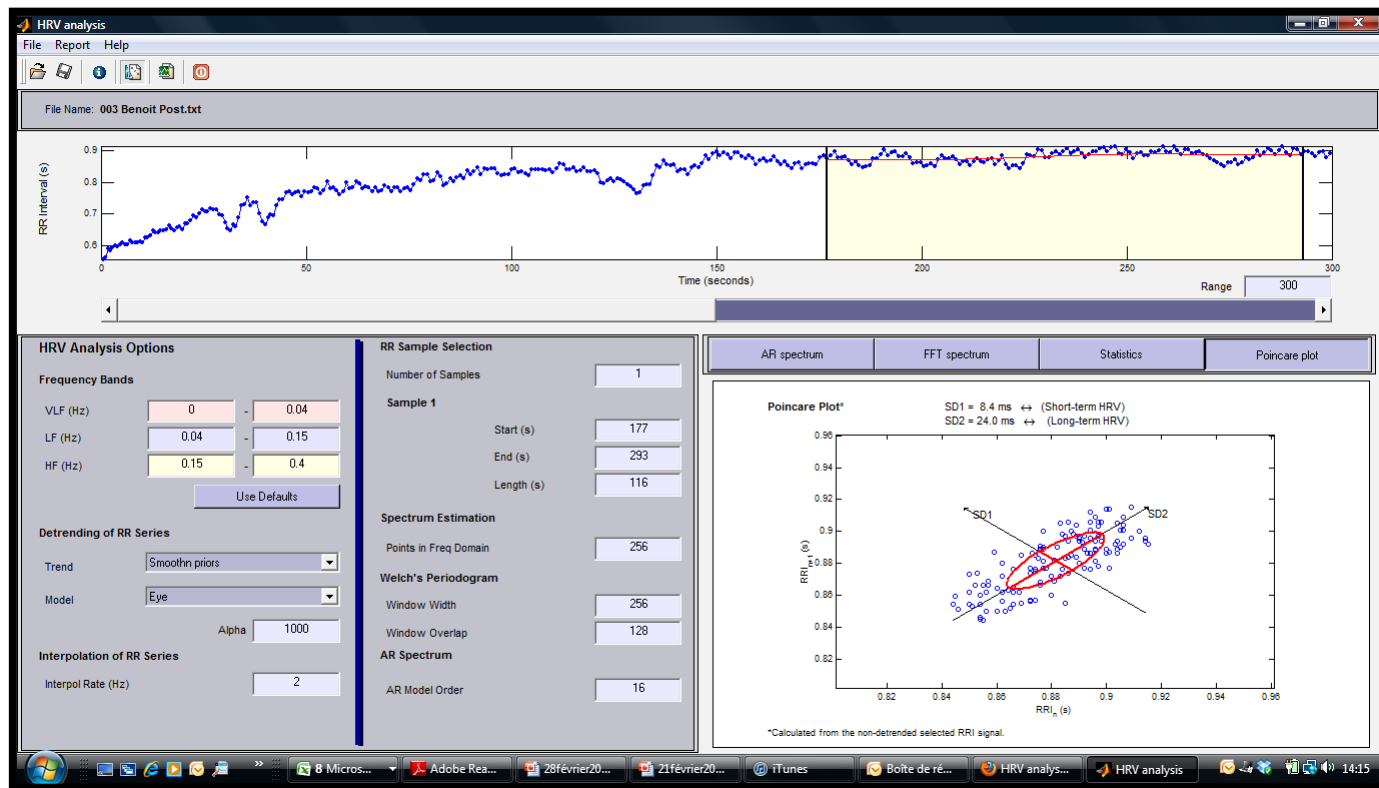 HRV analysis
File Report Help
File Name: 003 Benoit Post.txt
RR Interval (s)
0.9
0.8
0.7
0.6
0 50 100 150 200 250 300
Time (seconds)
Range 300
HRV Analysis Options
Frequency Bands
VLF (Hz) 0 - 0.04
LF (Hz) 0.04 - 0.15
HF (Hz) 0.15 - 0.4
Use Defaults
Detrending of RR Series
Trend Smoothn priors
Model Eye
Alpha 1000
Interpolation of RR Series
Interpol Rate (Hz) 2
RR Sample Selection
Number of Samples 1
Sample 1
Start (s) 177
End (s) 293
Length (s) 116
Spectrum Estimation
Points in Freq Domain 256
Welch's Periodogram
Window Width 256
Window Overlap 128
AR Spectrum
AR Model Order 16
AR spectrum FFT spectrum Statistics Poincare plot
Poincare Plot*
SD1 = 8.4 ms ↔ (Short-term HRV)
SD2 = 24.0 ms ↔ (Long-term HRV)
0.96
0.94
0.92
0.9
0.88
0.86
0.84
0.82
RRIn+1 (s)
SD1
SD2
0.82 0.84 0.86 0.88 0.9 0.92 0.94 0.96
RRIn (s)
*Calculated from the non-detrended selected RRI signal.
» 8 Micros... Adobe Rea... 28février20... 21février20... iTunes Boîte de ré... HRV analys... HRV analysis 14:15